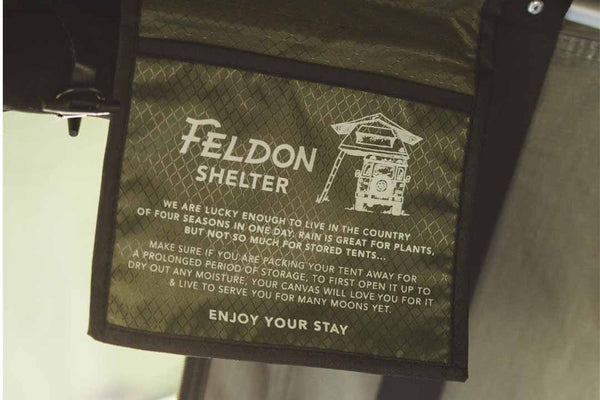 FELDON
SHELTER
WE ARE LUCKY ENOUGH TO LIVE IN THE COUNTRY
OF FOUR SEASONS IN ONE DAY. RAIN IS GREAT FOR PLANTS,
BUT NOT SO MUCH FOR STORED TENTS...
MAKE SURE IF YOU ARE PACKING YOUR TENT AWAY FOR
A PROLONGED PERIOD OF STORAGE, TO FIRST OPEN IT UP TO
DRY OUT ANY MOISTURE, YOUR CANVAS WILL LOVE YOU FOR IT
& LIVE TO SERVE YOU FOR MANY MOONS YET.
ENJOY YOUR STAY